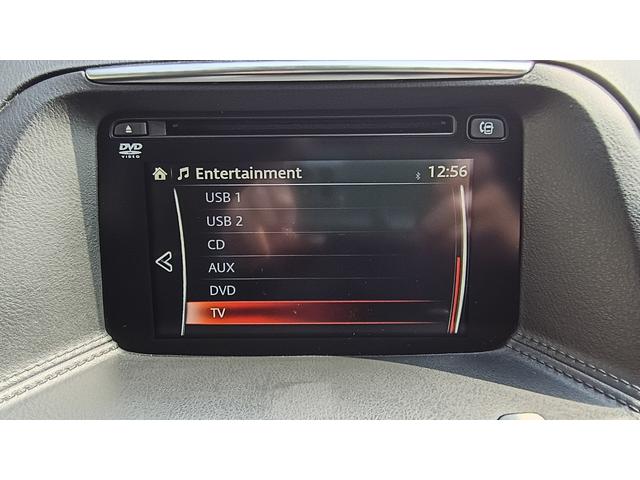 DVD
VIDEO
Entertainment 12:56
USB 1
USB 2
CD
AUX
DVD
TV